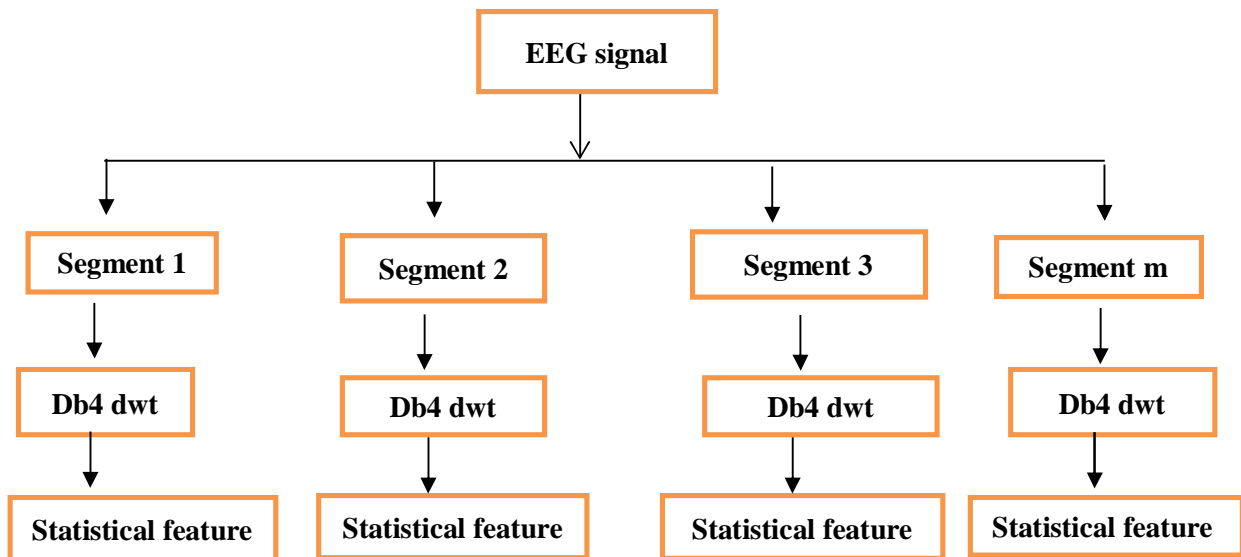 EEG signal
Segment 1
Segment 2
Segment 3
Segment m
Db4 dwt
Db4 dwt
Db4 dwt
Db4 dwt
Statistical feature
Statistical feature
Statistical feature
Statistical feature